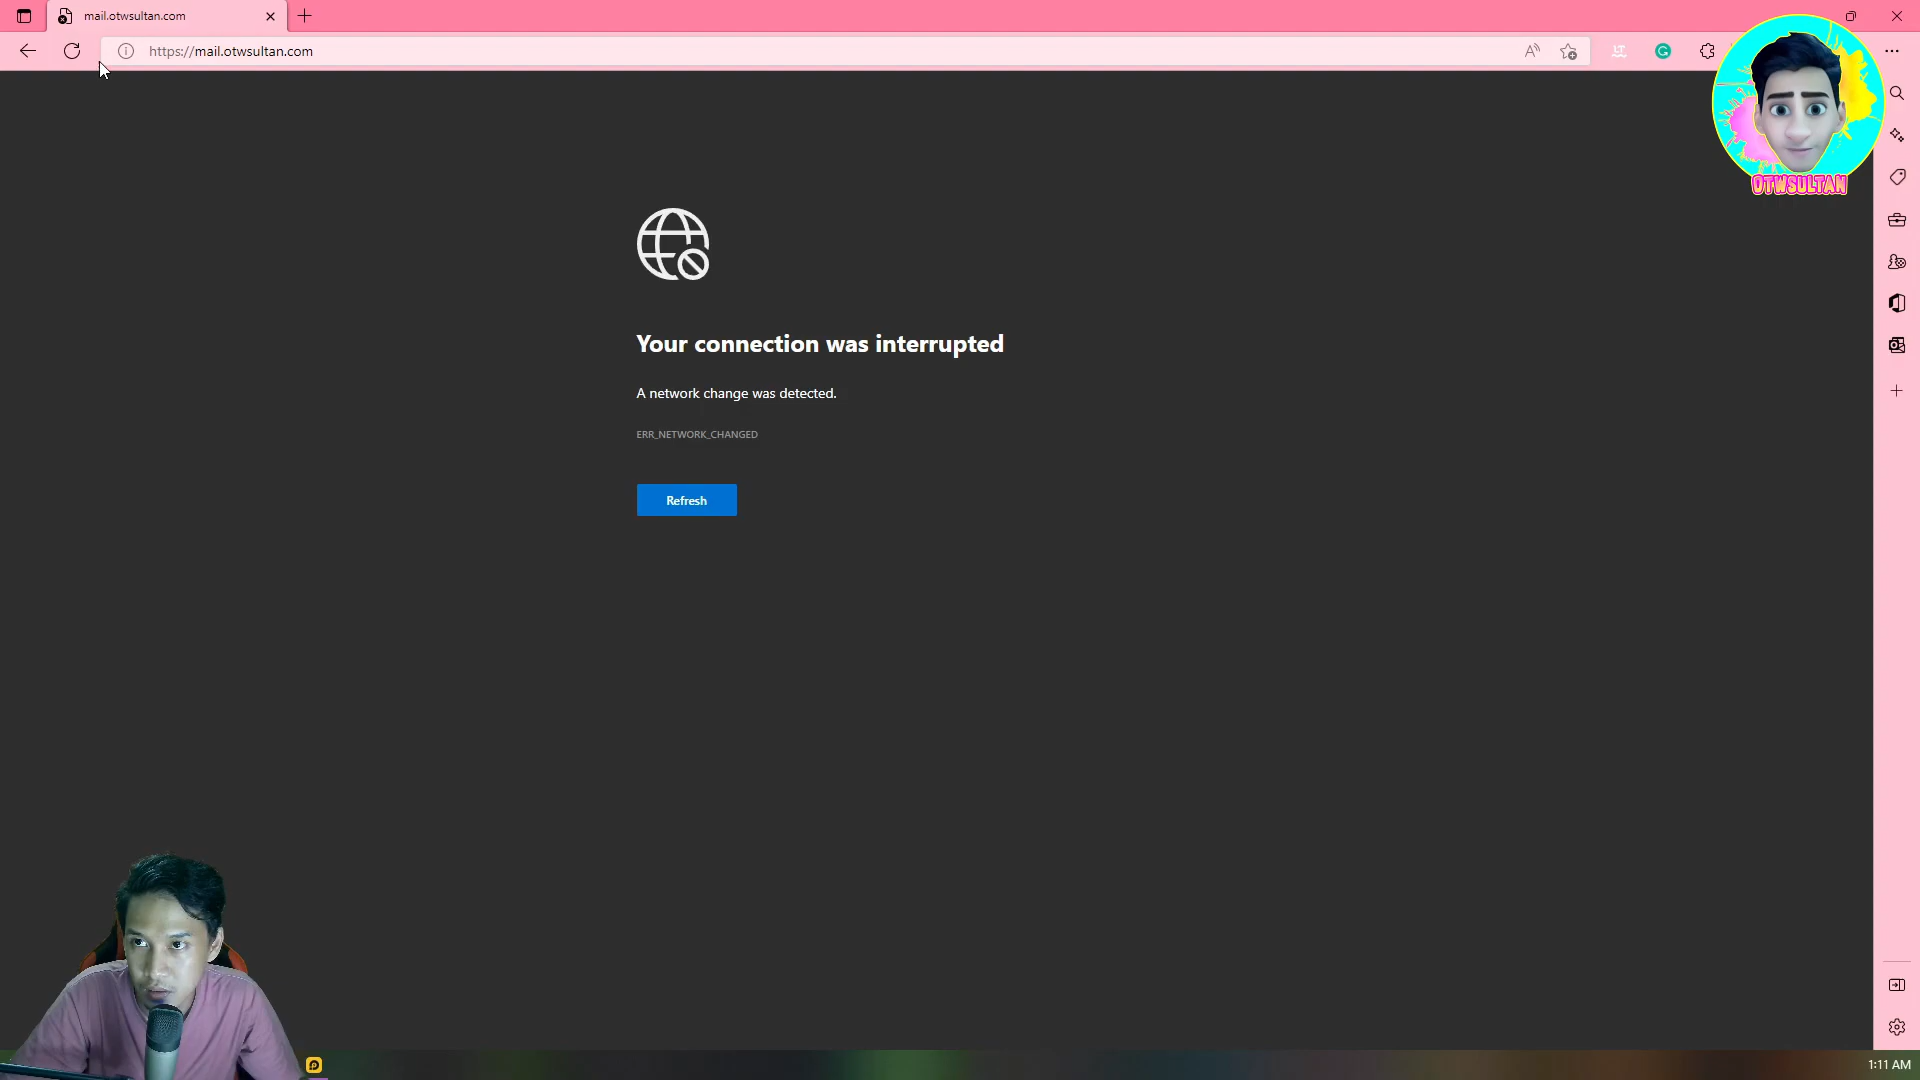 mail.otwsultan.com
https://mail.otwsultan.com
OTWSULTAN
Your connection was interrupted
A network change was detected.
ERR_NETWORK_CHANGED
Refresh
1:11 AM